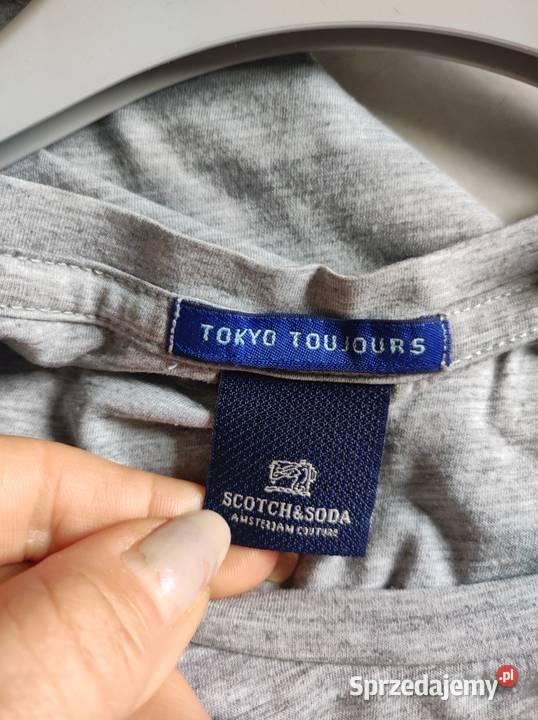 TOKYO TOUJOURS
SCOTCH&SODA
AMSTERDAM COUTURE
Sprzedajemy.pl